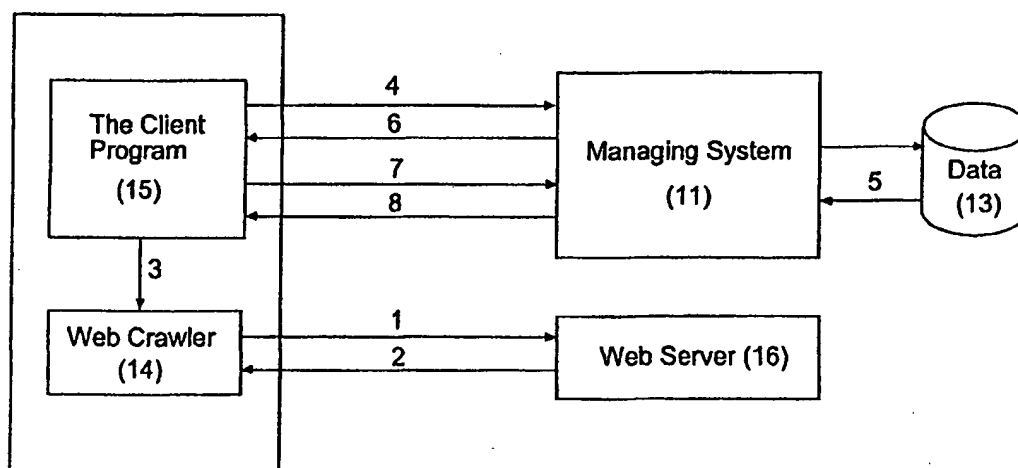 The Client
Program
(15)
4
6
7
8
Managing System
(11)
5
Data
(13)
3
Web Crawler
(14)
1
2
Web Server (16)